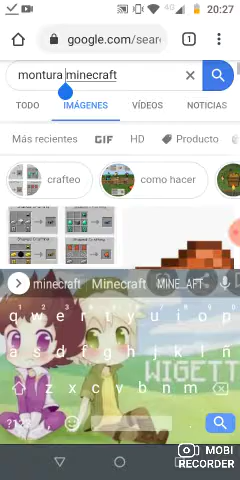 20:27
google.com/sear
1
montura minecraft
TODO IMÁGENES VÍDEOS NOTICIAS
Más recientes GIF HD Producto
crafteo como hacer
minecraft Minecraft
q w e r t y u i o p
a s d f g h j k l ñ
WIGETT
z x c v b n m
?123 , .
MOBI
RECORDER